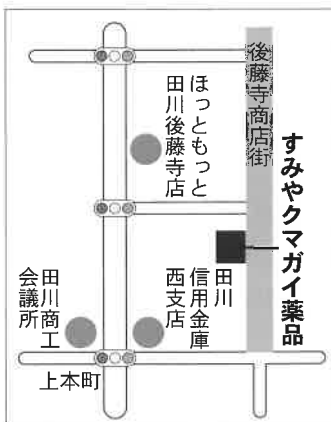 後藤寺商店街
すみやクマガイ薬品
ほっともっと
田川後藤寺店
田川
信用金庫
西支店
田川商工
会議所
上本町